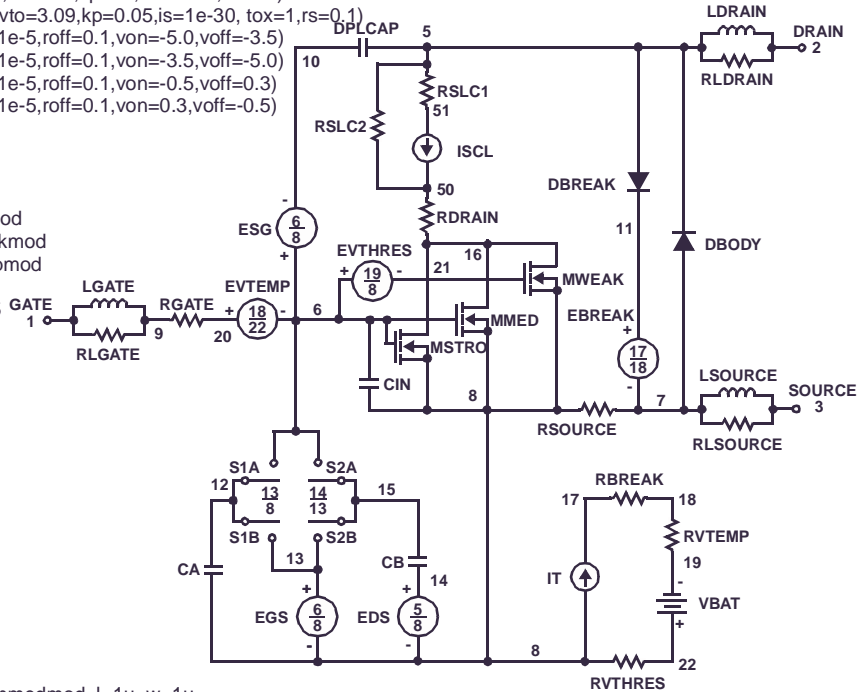 vto=3.09,kp=0.05,is=1e-30, tox=1,rs=0.1)
1e-5,roff=0.1,von=-5.0,voff=-3.5)
1e-5,roff=0.1,von=-3.5,voff=-5.0)
1e-5,roff=0.1,von=-0.5,voff=0.3)
1e-5,roff=0.1,von=0.3,voff=-0.5)
DPLCAP
5
10
LDRAIN
DRAIN
2
RLDRAIN
RSLC1
51
RSLC2
ISCL
50
DBREAK
11
DBODY
od
kmod
omod
-
ESG
6
8
+
RDRAIN
EVTHRES
+
19
8
-
21
16
MWEAK
LGATE
GATE
1
RLGATE
9
RGATE
20
EVTEMP
+
18
22
-
6
MMED
MSTRO
EBREAK
+
17
18
-
CIN
8
RSOURCE
7
LSOURCE
SOURCE
3
RLSOURCE
S1A
S2A
12
13
8
14
13
15
S1B
S2B
13
CA
CB
14
+
EGS
6
8
-
+
EDS
5
8
-
RBREAK
17
18
RVTEMP
19
IT
-
VBAT
+
8
22
RVTHRES